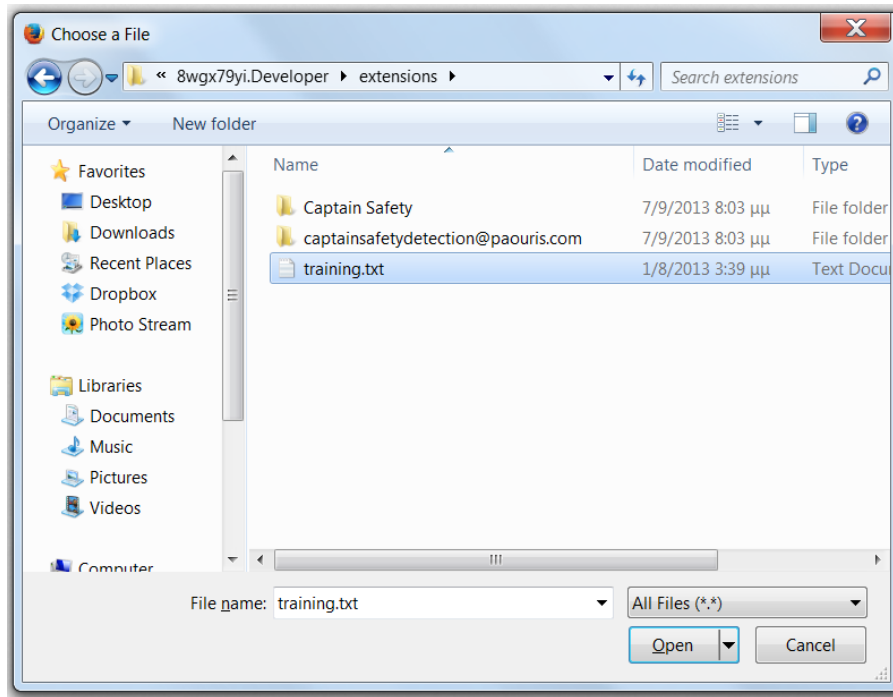 Choose a File
« 8wgx79yi.Developer extensions
Search extensions
Organize
New folder
Favorites
Desktop
Downloads
Recent Places
Dropbox
Photo Stream
Libraries
Documents
Music
Pictures
Videos
Computer
Name Date modified Type
Captain Safety 7/9/2013 8:03 μμ File folder
captainsafetydetection@paouris.com 7/9/2013 8:03 μμ File folder
training.txt 1/8/2013 3:39 μμ Text Docu
File name: training.txt
All Files (*.*)
Open Cancel